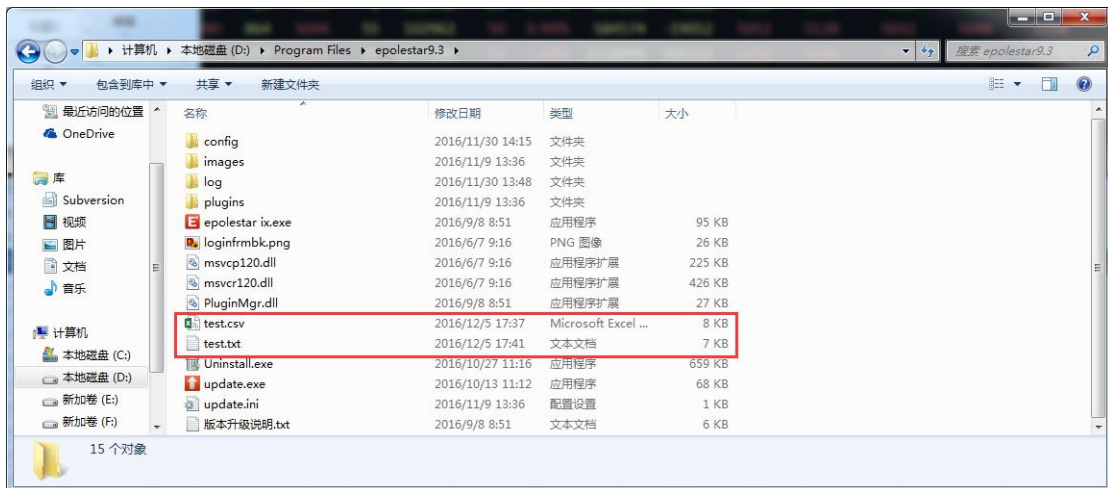 计算机 本地磁盘 (D:) Program Files epolestar9.3 搜索 epolestar9.3
组织 包含到库中 共享 新建文件夹
最近访问的位置
OneDrive
库
Subversion
视频
图片
文档
音乐
计算机
本地磁盘 (C:)
本地磁盘 (D:)
新加卷 (E:)
新加卷 (F:)
名称 修改日期 类型 大小
config 2016/11/30 14:15 文件夹
images 2016/11/9 13:36 文件夹
log 2016/11/30 13:48 文件夹
plugins 2016/11/9 13:36 文件夹
epolestar ix.exe 2016/9/8 8:51 应用程序 95 KB
loginfrmbk.png 2016/6/7 9:16 PNG 图像 26 KB
msvcp120.dll 2016/6/7 9:16 应用程序扩展 225 KB
msvcr120.dll 2016/6/7 9:16 应用程序扩展 426 KB
PluginMgr.dll 2016/9/8 8:51 应用程序扩展 27 KB
test.csv 2016/12/5 17:37 Microsoft Excel ... 8 KB
test.txt 2016/12/5 17:41 文本文档 7 KB
Uninstall.exe 2016/10/27 11:16 应用程序 659 KB
update.exe 2016/10/13 11:12 应用程序 68 KB
update.ini 2016/11/9 13:36 配置设置 1 KB
版本升级说明.txt 2016/9/8 8:51 文本文档 6 KB
15 个对象